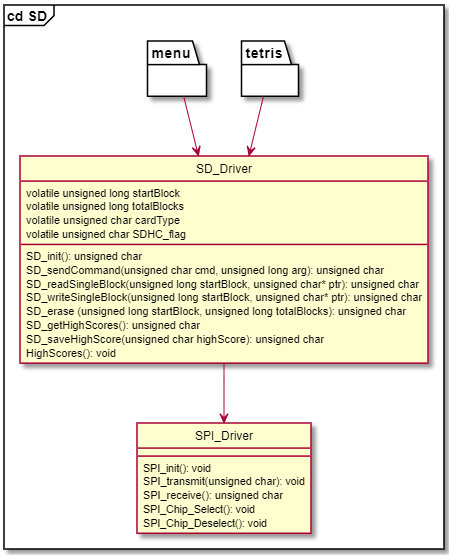 cd SD
menu
tetris
SD_Driver
volatile unsigned long startBlock
volatile unsigned long totalBlocks
volatile unsigned char cardType
volatile unsigned char SDHC_flag
SD_init(): unsigned char
SD_sendCommand(unsigned char cmd, unsigned long arg): unsigned char
SD_readSingleBlock(unsigned long startBlock, unsigned char* ptr): unsigned char
SD_writeSingleBlock(unsigned long startBlock, unsigned char* ptr): unsigned char
SD_erase (unsigned long startBlock, unsigned long totalBlocks): unsigned char
SD_getHighScores(): unsigned char
SD_saveHighScore(unsigned char highScore): unsigned char
HighScores(): void
SPI_Driver
SPI_init(): void
SPI_transmit(unsigned char): void
SPI_receive(): unsigned char
SPI_Chip_Select(): void
SPI_Chip_Deselect(): void